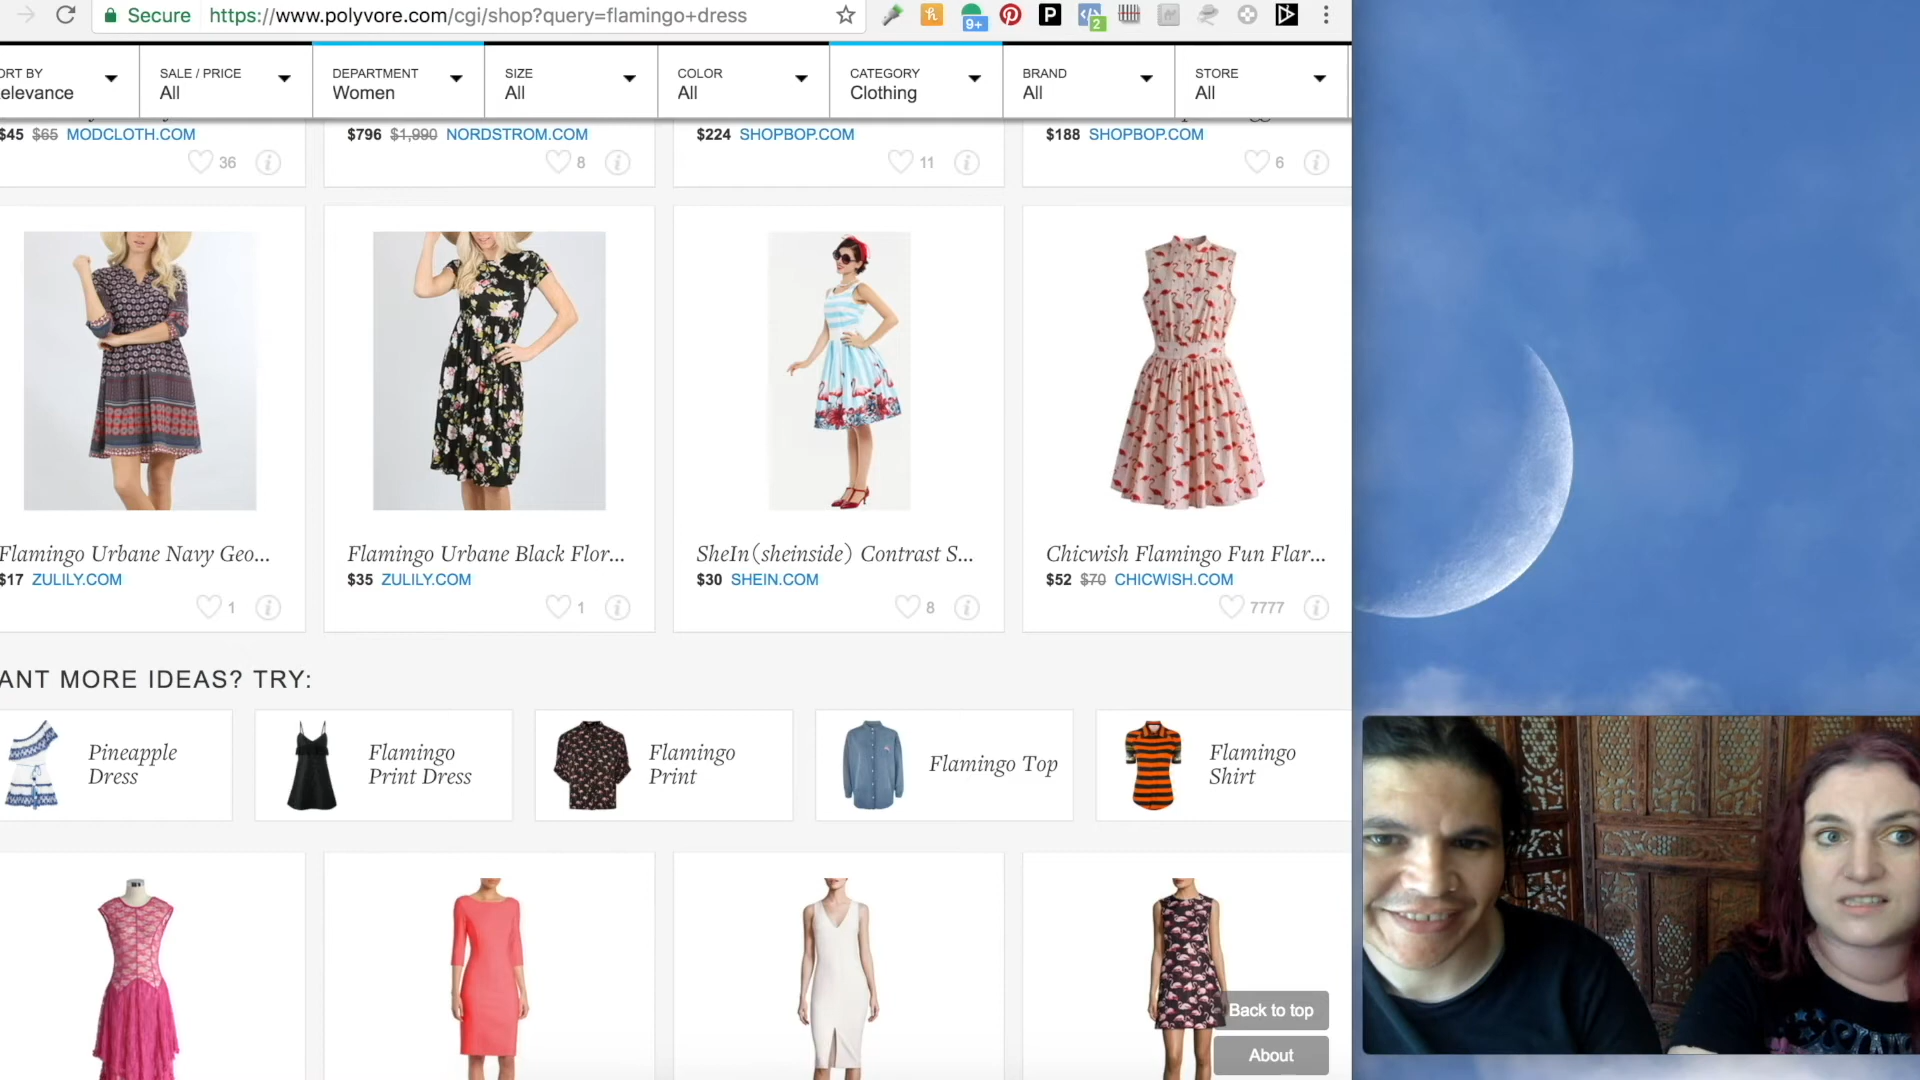 Secure https://www.polyvore.com/cgi/shop?query=flamingo+dress
9+
P
2
ORT BY SALE / PRICE DEPARTMENT SIZE COLOR CATEGORY BRAND STORE
elevance All Women All All Clothing All All
$45 $65 MODCLOTH.COM $796 $1,990 NORDSTROM.COM $224 SHOPBOP.COM $188 SHOPBOP.COM
36 8 11 6
Flamingo Urbane Navy Geo... Flamingo Urbane Black Flor... SheIn(sheinside) Contrast S... Chicwish Flamingo Fun Flar...
$17 ZULILY.COM $35 ZULILY.COM $30 SHEIN.COM $52 $70 CHICWISH.COM
1 1 8 7777
ANT MORE IDEAS? TRY:
Pineapple
Dress
Flamingo
Print Dress
Flamingo
Print
Flamingo Top
Flamingo
Shirt
Back to top
About